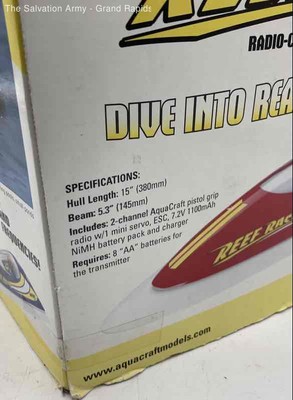 The Salvation Army - Grand Rapids
RADIO-C
DIVE INTO REA
SPECIFICATIONS:
Hull Length: 15" (380mm)
Beam: 5.3" (145mm)
Includes: 2-channel AquaCraft pistol grip
radio w/1 mini servo, ESC, 7.2V 1100mAh
NiMH battery pack and charger
Requires: 8 "AA" batteries for
the transmitter
REEF RAC
www.aquacraftmodels.com